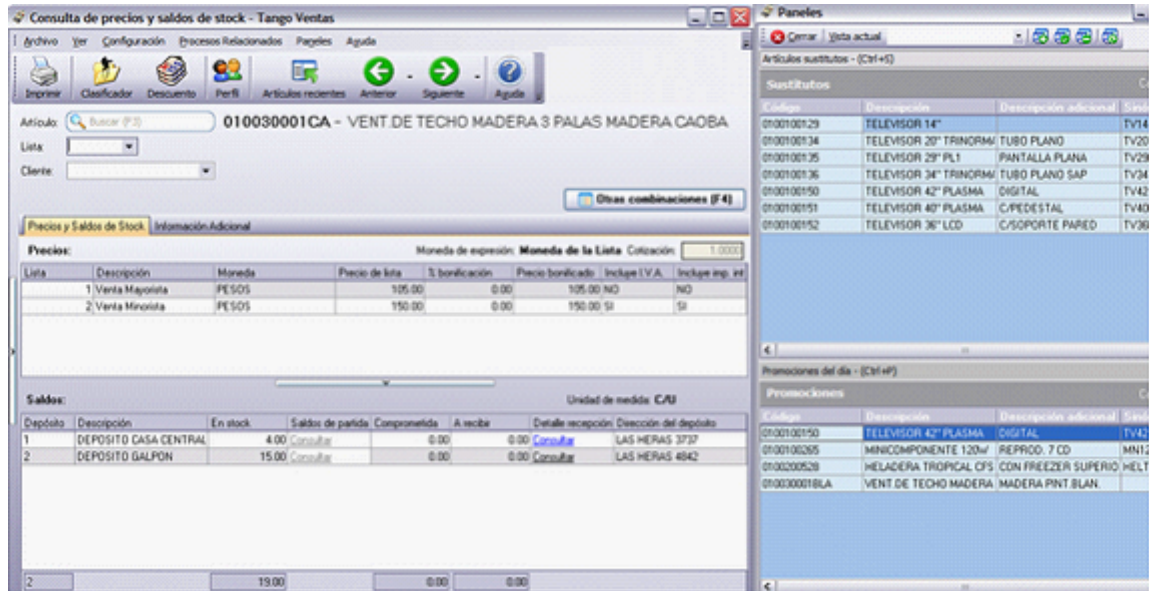 Consulta de precios y saldos de stock - Tango Ventas
Archivo Ver Configuración Procesos Relacionados Paneles Ayuda
Imprimir Clasificador Descuento Perfil Artículos recientes Anterior Siguiente Ayuda
Artículo: Buscar (F3) 010030001CA - VENT.DE TECHO MADERA 3 PALAS MADERA CAOBA
Lista:
Cliente:
Otras combinaciones (F4)
Precios y Saldos de Stock Información Adicional
Precios: Moneda de expresión: Moneda de la Lista Cotización: 1.0000
Lista Descripción Moneda Precio de lista % bonificación Precio bonificado Incluye I.V.A. Incluye imp. int
1 Venta Mayorista PESOS 105.00 0.00 105.00 NO NO
2 Venta Minorista PESOS 150.00 0.00 150.00 SI SI
Saldos: Unidad de medida: C/U
Depósito Descripción En stock Saldos de partida Comprometida A recibir Detalle recepción Dirección del depósito
1 DEPOSITO CASA CENTRAL 4.00 Consultar 0.00 0.00 Consultar LAS HERAS 3737
2 DEPOSITO GALPON 15.00 Consultar 0.00 0.00 Consultar LAS HERAS 4842
2 19.00 0.00 0.00
Paneles
Cerrar Vista actual
Artículos sustitutos - (Ctrl+S)
Sustitutos
Código Descripción Descripción adicional Sinó
0100100129 TELEVISOR 14" TV14
0100100134 TELEVISOR 20" TRINORMA TUBO PLANO TV20
0100100135 TELEVISOR 29" PL1 PANTALLA PLANA TV29
0100100136 TELEVISOR 34" TRINORMA TUBO PLANO SAP TV34
0100100150 TELEVISOR 42" PLASMA DIGITAL TV42
0100100151 TELEVISOR 40" PLASMA C/PEDESTAL TV40
0100100152 TELEVISOR 36" LCD C/SOPORTE PARED TV36
Promociones del día - (Ctrl+P)
Promociones
Código Descripción Descripción adicional Sinó
0100100150 TELEVISOR 42" PLASMA DIGITAL TV42
0100100265 MINICOMPONENTE 120w REPROD. 7 CD MN12
0100200528 HELADERA TROPICAL CFS CON FREEZER SUPERIO HELT
010030001BLA VENT.DE TECHO MADERA MADERA PINT.BLAN.